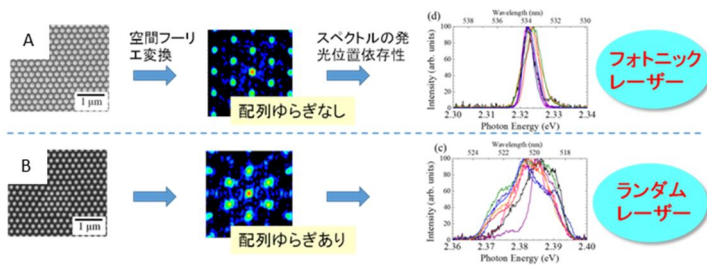 A
1 μm
空間フーリ
エ変換
配列ゆらぎなし
スペクトルの発
光位置依存性
(d)
Wavelength (nm)
538 536 534 532 530
Intensity (arb. units)
100
80
60
40
20
0
2.30 2.31 2.32 2.33 2.34
Photon Energy (eV)
フォトニック
レーザー
B
1 μm
配列ゆらぎあり
(c)
Wavelength (nm)
524 522 520 518
Intensity (arb. units)
100
80
60
40
20
0
2.36 2.37 2.38 2.39 2.40
Photon Energy (eV)
ランダム
レーザー